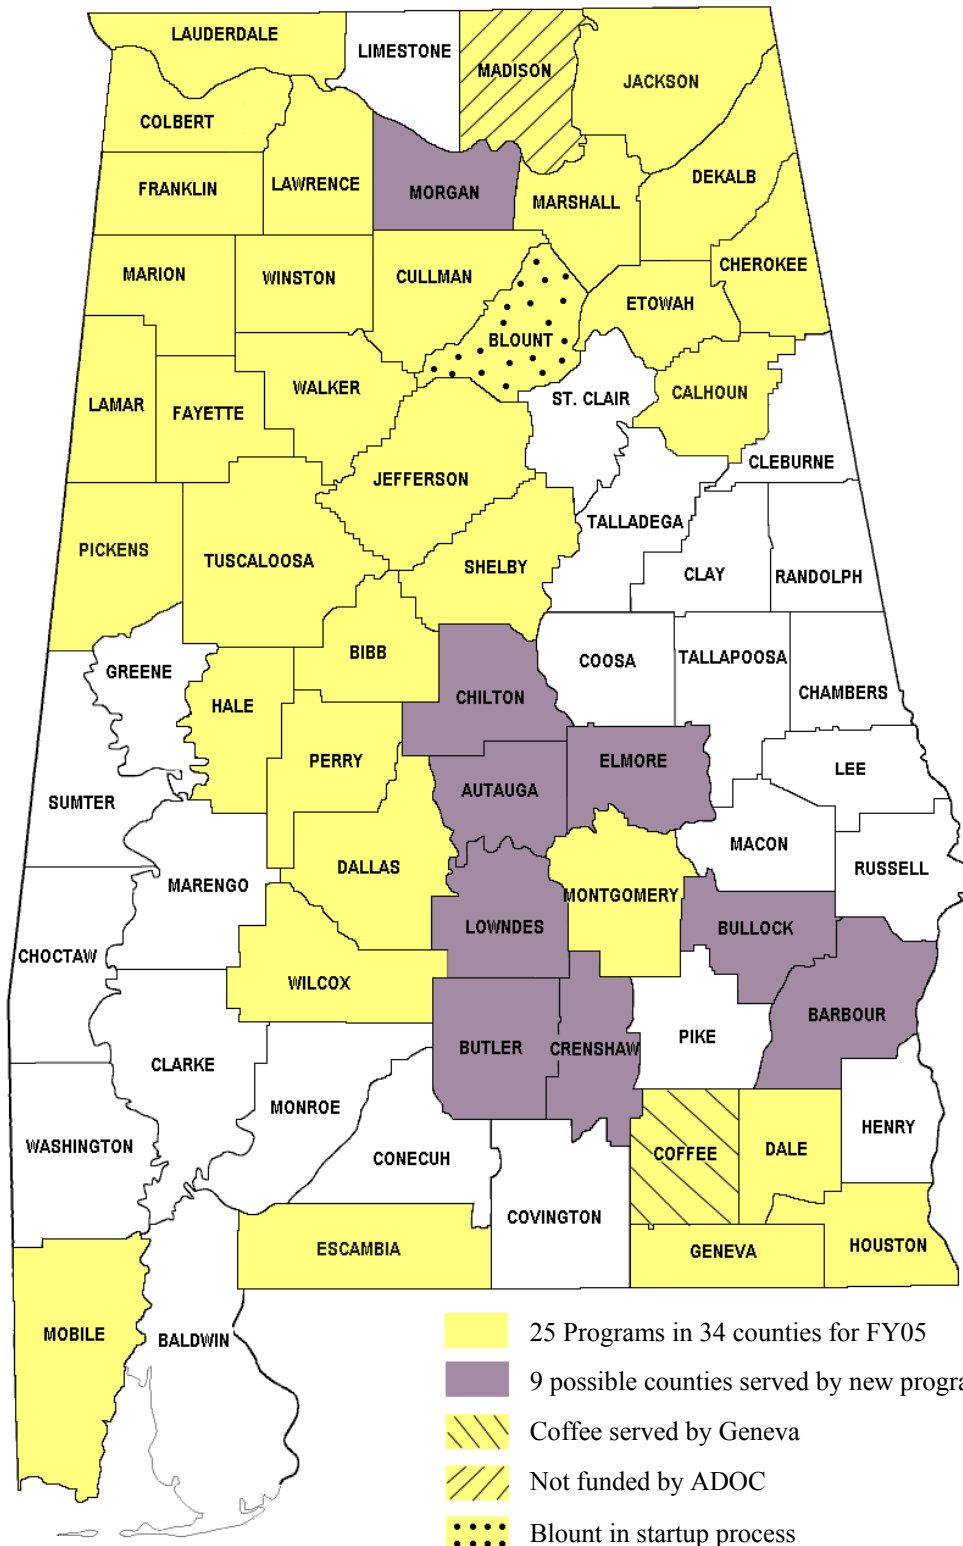 LAUDERDALE
LIMESTONE
MADISON
JACKSON
COLBERT
FRANKLIN
LAWRENCE
MORGAN
MARSHALL
DEKALB
MARION
WINSTON
CULLMAN
CHEROKEE
ETOWAH
BLOUNT
LAMAR
FAYETTE
WALKER
ST. CLAIR
CALHOUN
CLEBURNE
JEFFERSON
PICKENS
TUSCALOOSA
SHELBY
TALLADEGA
CLAY
RANDOLPH
GREENE
HALE
BIBB
CHILTON
COOSA
TALLAPOOSA
CHAMBERS
SUMTER
PERRY
AUTAUGA
ELMORE
LEE
MACON
RUSSELL
MARENGO
DALLAS
LOWNDES
MONTGOMERY
BULLOCK
CHOCTAW
WILCOX
BUTLER
CRENSHAW
PIKE
BARBOUR
CLARKE
MONROE
WASHINGTON
CONECUH
COVINGTON
COFFEE
DALE
HENRY
ESCAMBIA
GENEVA
HOUSTON
MOBILE
BALDWIN
25 Programs in 34 counties for FY05
9 possible counties served by new progra
Coffee served by Geneva
Not funded by ADOC
Blount in startup process